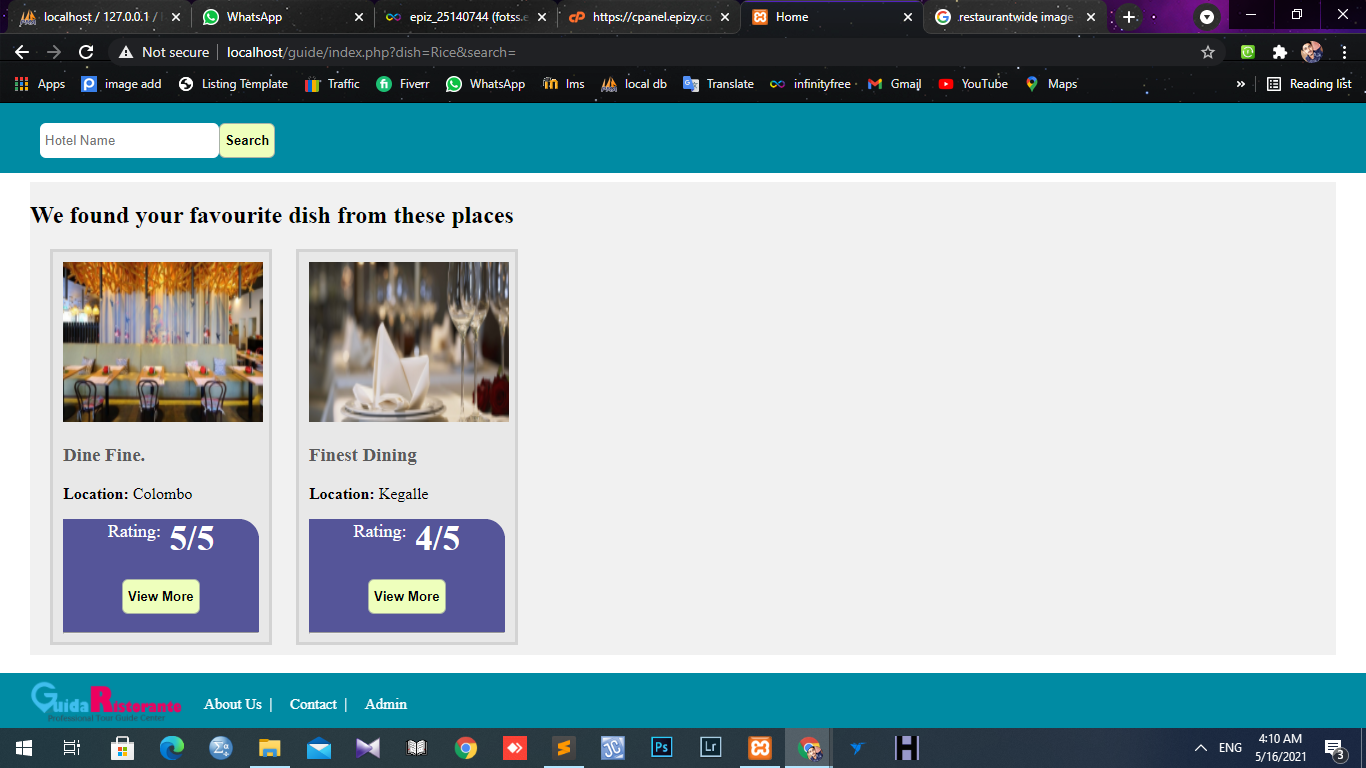 localhost / 127.0.0.1 / WhatsApp epiz_25140744 (fotss.e https://cpanel.epizy.co Home restaurantwide image
Not secure localhost/guide/index.php?dish=Rice&search=
Apps image add Listing Template Traffic Fiverr WhatsApp lms local db Translate infinityfree Gmail YouTube Maps » Reading list
Hotel Name Search
We found your favourite dish from these places
Dine Fine. Finest Dining
Location: Colombo Location: Kegalle
Rating: 5/5 Rating: 4/5
View More View More
Guida Ristorante About Us | Contact | Admin
Professional Tour Guide Center
ENG 4:10 AM
5/16/2021 3